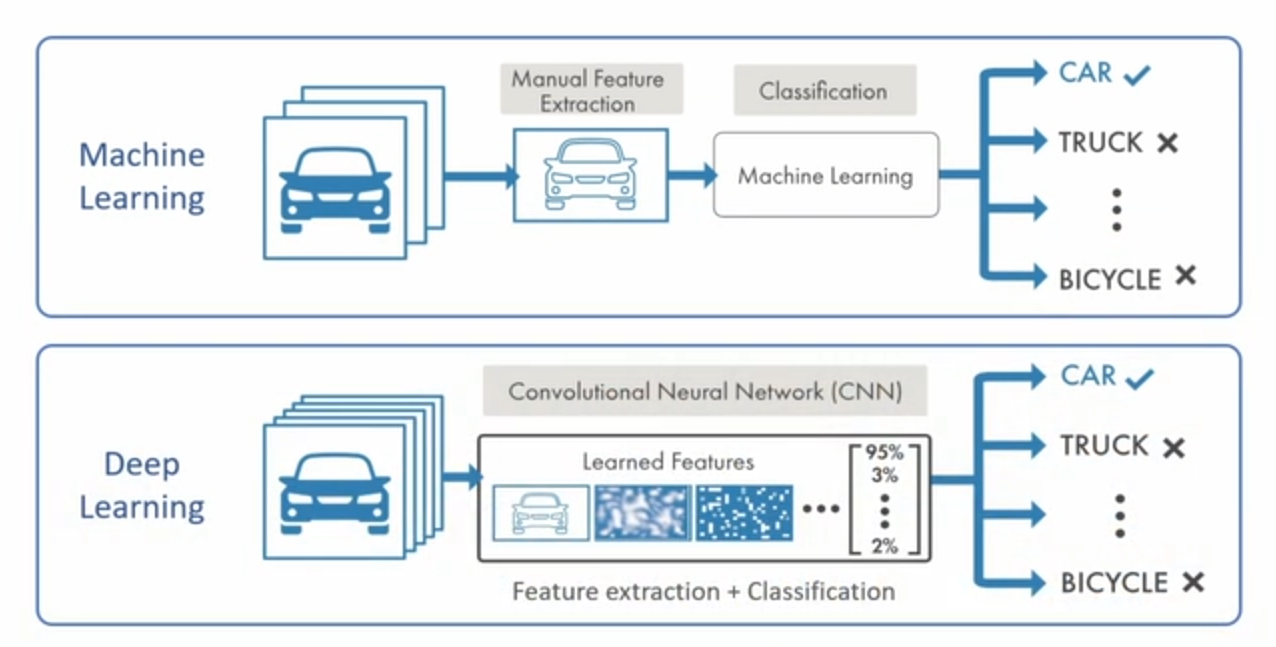 Machine
Learning
Manual Feature
Extraction
Classification
Machine Learning
CAR
TRUCK
BICYCLE
Deep
Learning
Convolutional Neural Network (CNN)
Learned Features
95%
3%
2%
Feature extraction + Classification
CAR
TRUCK
BICYCLE